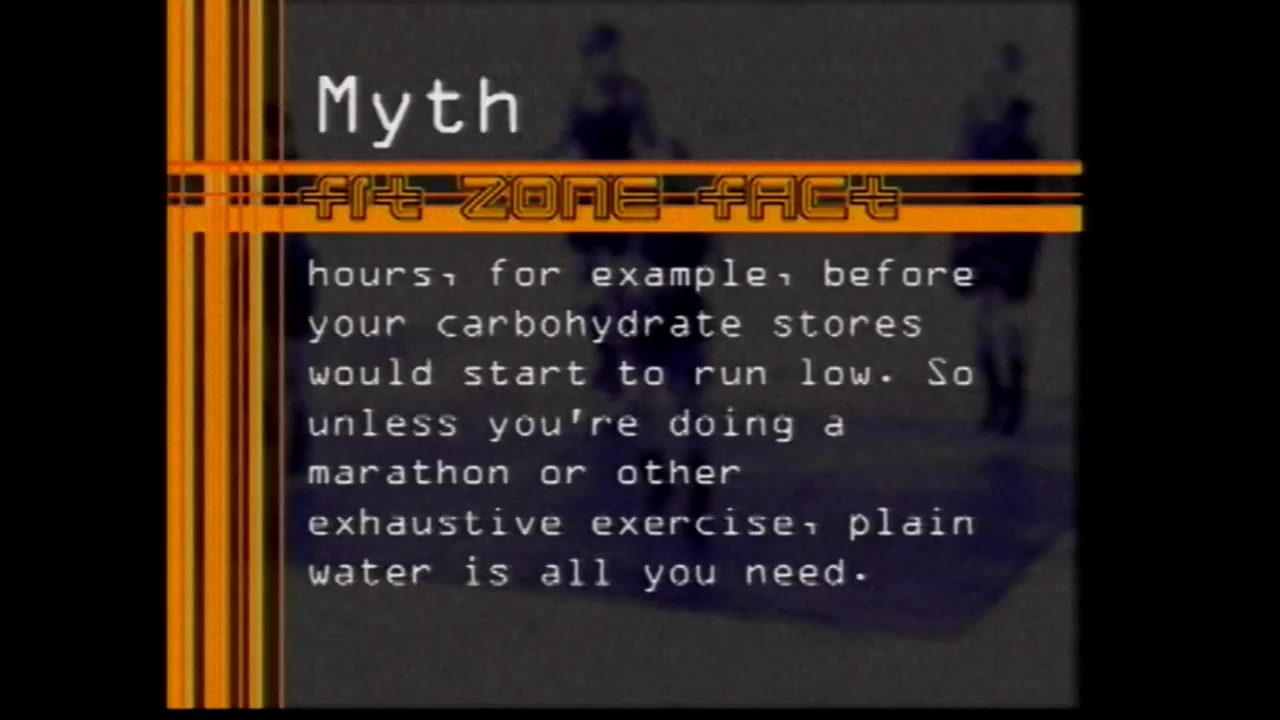 Myth
fit zone fact
hours, for example, before
your carbohydrate stores
would start to run low. So
unless you're doing a
marathon or other
exhaustive exercise, plain
water is all you need.